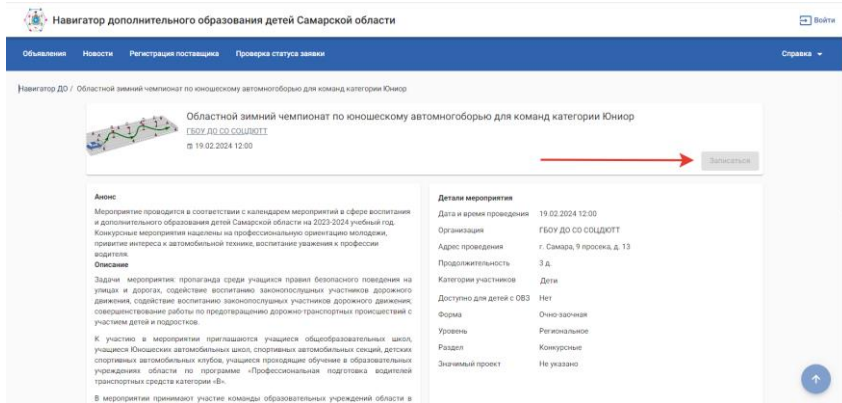 Навигатор дополнительного образования детей Самарской области
Войти
Объявления Новости Регистрация поставщика Проверка статуса заявки Справка
Навигатор ДО / Областной зимний чемпионат по юношескому автомногоборью для команд категории Юниор
Областной зимний чемпионат по юношескому автомногоборью для команд категории Юниор
ГБОУ ДО СО СОЦДЮТТ
19.02.2024 12:00
Записаться
Анонс
Мероприятие проводится в соответствии с календарем мероприятий в сфере воспитания
и дополнительного образования детей Самарской области на 2023-2024 учебный год.
Конкурсные мероприятия нацелены на профессиональную ориентацию молодежи,
привитие интереса к автомобильной технике, воспитание уважения к профессии
водителя.
Описание
Задачи мероприятия: пропаганда среди учащихся правил безопасного поведения на
улицах и дорогах, содействие воспитанию законопослушных участников дорожного
движения, содействие воспитанию законопослушных участников дорожного движения;
совершенствование работы по предотвращению дорожно-транспортных происшествий с
участием детей и подростков.
К участию в мероприятии приглашаются учащиеся общеобразовательных школ,
учащиеся Юношеских автомобильных школ, спортивных автомобильных секций, детских
спортивных автомобильных клубов, учащиеся проходящие обучение в образовательных
учреждениях области по программе «Профессиональная подготовка водителей
транспортных средств категории «В».
В мероприятии принимают участие команды образовательных учреждений области в
Детали мероприятия
Дата и время проведения 19.02.2024 12:00
Организация ГБОУ ДО СО СОЦДЮТТ
Адрес проведения г. Самара, 9 просека, д. 13
Продолжительность 3 д.
Категории участников Дети
Доступно для детей с ОВЗ Нет
Форма Очно-заочная
Уровень Региональное
Раздел Конкурсные
Значимый проект Не указано